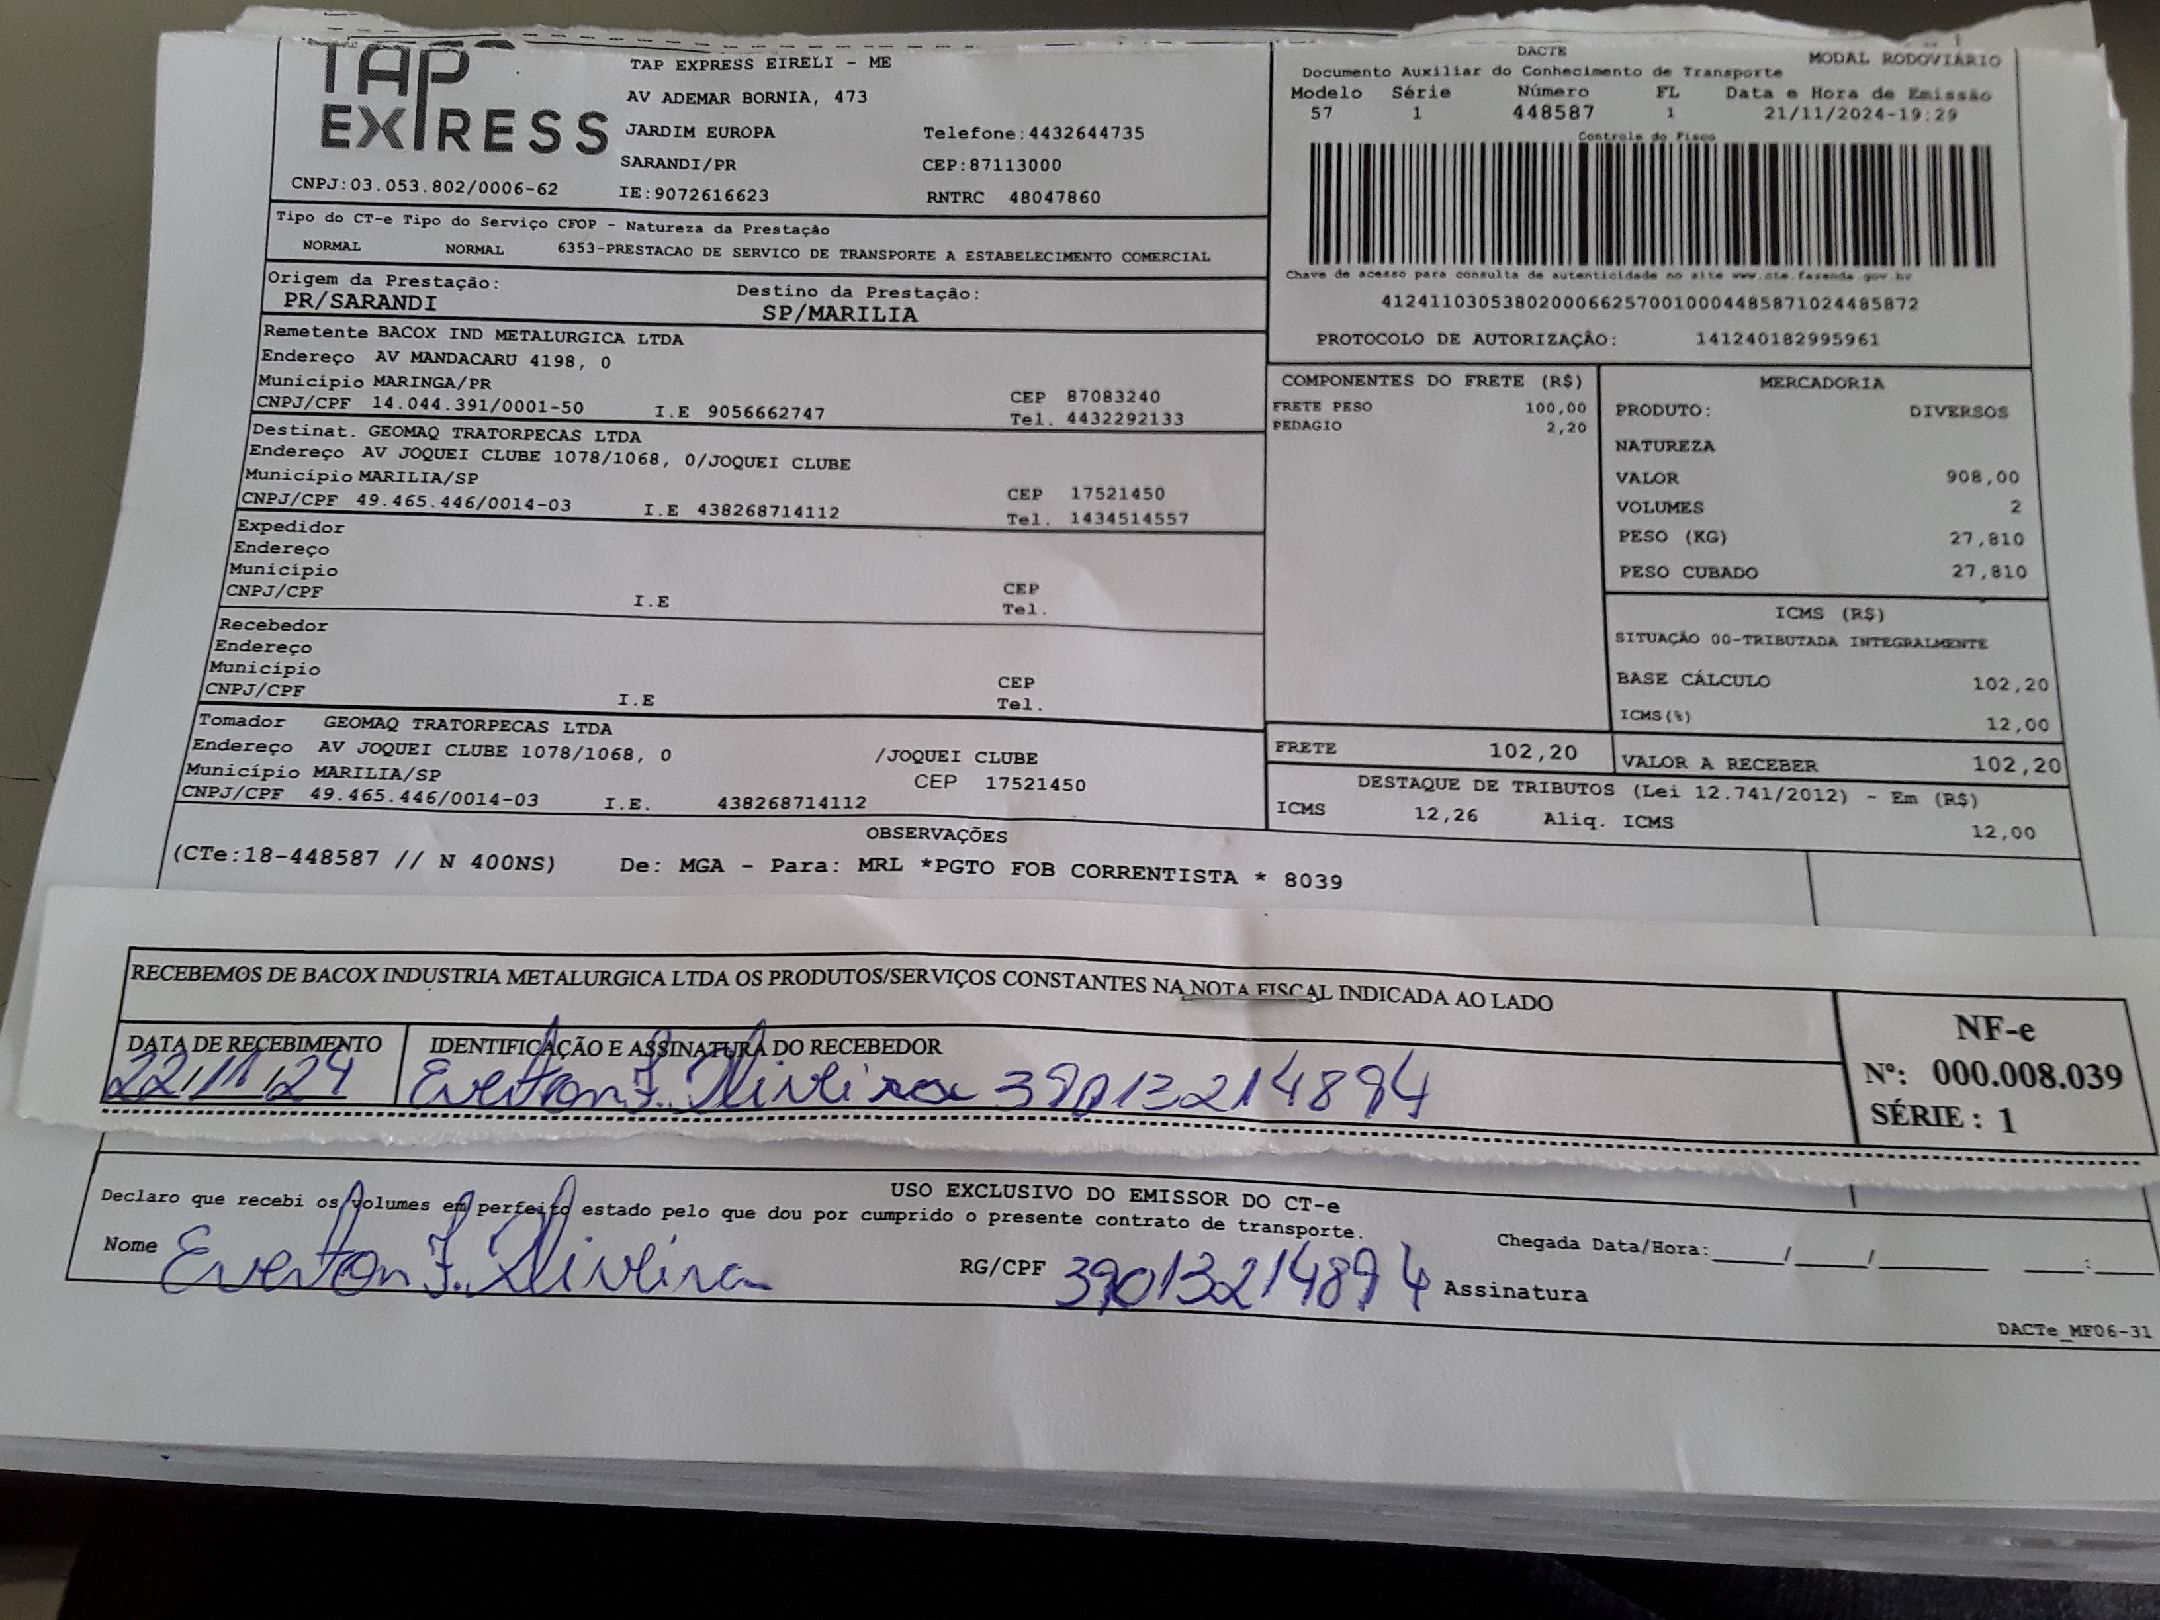 TAP EXPRESS
TAP EXPRESS EIRELI - ME
AV ADEMAR BORNIA, 473
JARDIM EUROPA Telefone:4432644735
SARANDI/PR CEP:87113000
CNPJ:03.053.802/0006-62 IE:9072616623 RNTRC 48047860
Tipo do CT-e Tipo do Serviço CFOP - Natureza da Prestação
NORMAL NORMAL 6353-PRESTACAO DE SERVICO DE TRANSPORTE A ESTABELECIMENTO COMERCIAL
Origem da Prestação: Destino da Prestação:
PR/SARANDI SP/MARILIA
Remetente BACOX IND METALURGICA LTDA
Endereço AV MANDACARU 4198, 0
Município MARINGA/PR CEP 87083240
CNPJ/CPF 14.044.391/0001-50 I.E 9056662747 Tel. 4432292133
Destinat. GEOMAQ TRATORPECAS LTDA
Endereço AV JOQUEI CLUBE 1078/1068, 0/JOQUEI CLUBE
Município MARILIA/SP CEP 17521450
CNPJ/CPF 49.465.446/0014-03 I.E 438268714112 Tel. 1434514557
Expedidor
Endereço
Município CEP
CNPJ/CPF I.E Tel.
Recebedor
Endereço
Município CEP
CNPJ/CPF I.E Tel.
Tomador GEOMAQ TRATORPECAS LTDA
Endereço AV JOQUEI CLUBE 1078/1068, 0 /JOQUEI CLUBE
Município MARILIA/SP CEP 17521450
CNPJ/CPF 49.465.446/0014-03 I.E. 438268714112
DACTE MODAL RODOVIÁRIO
Documento Auxiliar do Conhecimento de Transporte
Modelo Série Número FL Data e Hora de Emissão
57 1 448587 1 21/11/2024-19:29
Controle do Fisco
Chave de acesso para consulta de autenticidade no site www.cte.fazenda.gov.br
41241103053802000662570010004485871024485872
PROTOCOLO DE AUTORIZAÇÃO: 141240182995961
COMPONENTES DO FRETE (R$)
FRETE PESO 100,00
PEDAGIO 2,20
MERCADORIA
PRODUTO: DIVERSOS
NATUREZA
VALOR 908,00
VOLUMES 2
PESO (KG) 27,810
PESO CUBADO 27,810
ICMS (R$)
SITUAÇÃO 00-TRIBUTADA INTEGRALMENTE
BASE CÁLCULO 102,20
ICMS(%) 12,00
FRETE 102,20 VALOR A RECEBER 102,20
DESTAQUE DE TRIBUTOS (Lei 12.741/2012) - Em (R$)
ICMS 12,26 Aliq. ICMS 12,00
OBSERVAÇÕES
(CTe:18-448587 // N 400NS) De: MGA - Para: MRL *PGTO FOB CORRENTISTA * 8039
RECEBEMOS DE BACOX INDUSTRIA METALURGICA LTDA OS PRODUTOS/SERVIÇOS CONSTANTES NA NOTA FISCAL INDICADA AO LADO
DATA DE RECEBIMENTO IDENTIFICAÇÃO E ASSINATURA DO RECEBEDOR
22/11/24 Everton F. Oliveira 39013214894
NF-e
Nº: 000.008.039
SÉRIE : 1
USO EXCLUSIVO DO EMISSOR DO CT-e
Declaro que recebi os volumes em perfeito estado pelo que dou por cumprido o presente contrato de transporte.
Nome Everton F. Oliveira RG/CPF 39013214894 Assinatura
Chegada Data/Hora:____/____/______ ___:___
DACTe_MF06-31